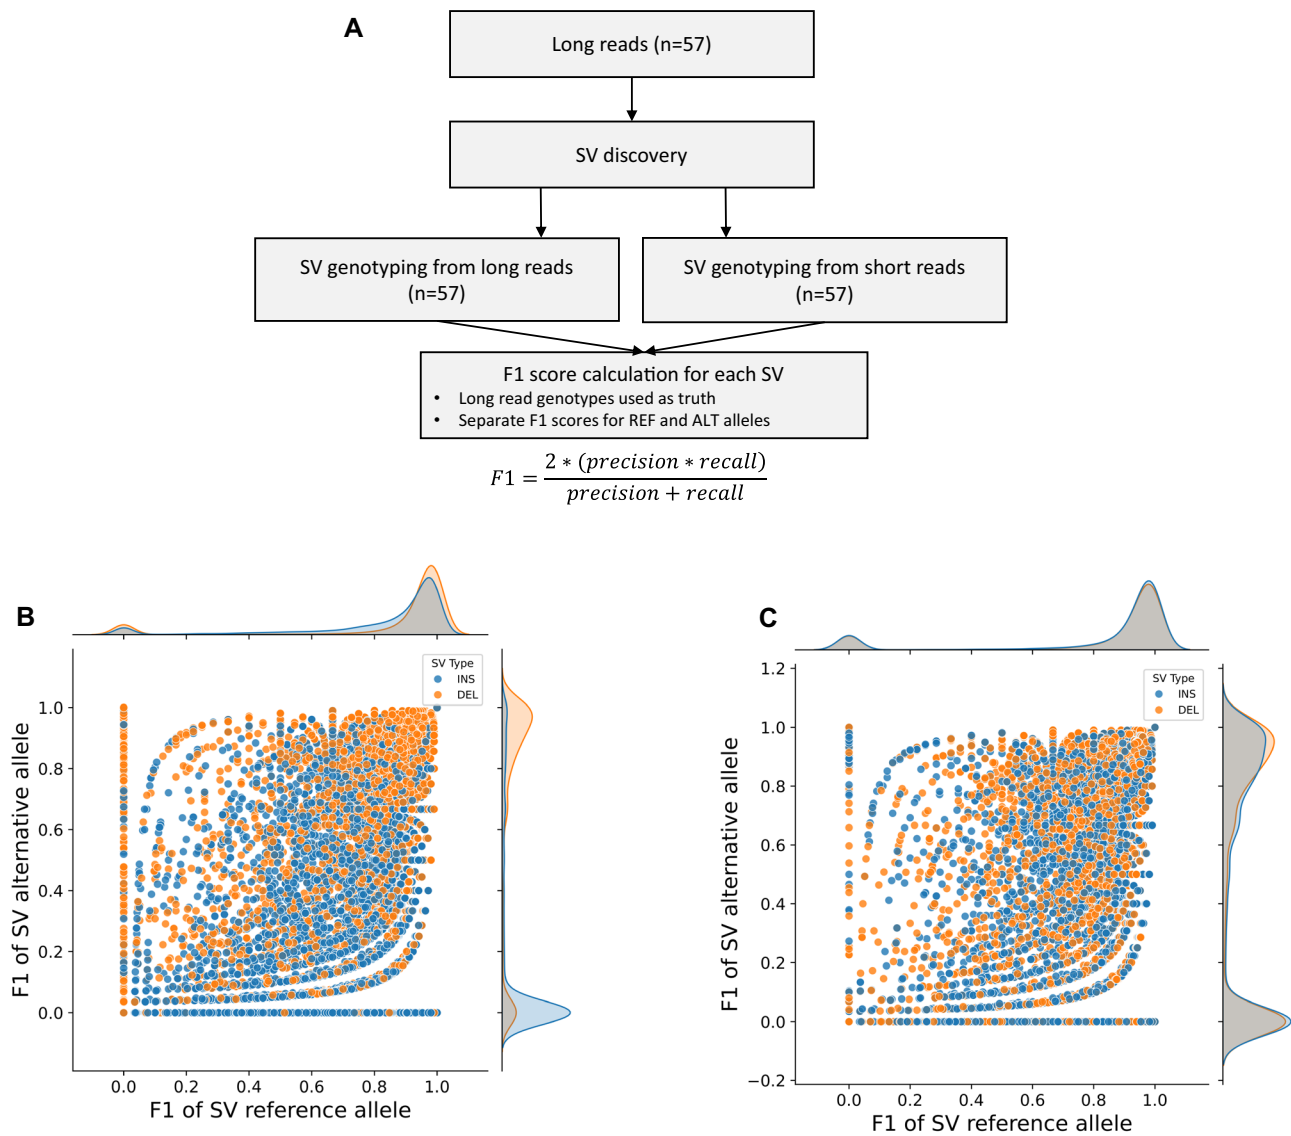 A
Long reads (n=57)
SV discovery
SV genotyping from long reads
(n=57)
SV genotyping from short reads
(n=57)
F1 score calculation for each SV
• Long read genotypes used as truth
• Separate F1 scores for REF and ALT alleles
F1 = 2 * (precision * recall) / precision + recall
B
SV Type
INS
DEL
1.0
0.8
0.6
0.4
0.2
0.0
F1 of SV alternative allele
0.0 0.2 0.4 0.6 0.8 1.0
F1 of SV reference allele
C
SV Type
INS
DEL
1.2
1.0
0.8
0.6
0.4
0.2
0.0
−0.2
F1 of SV alternative allele
0.0 0.2 0.4 0.6 0.8 1.0
F1 of SV reference allele